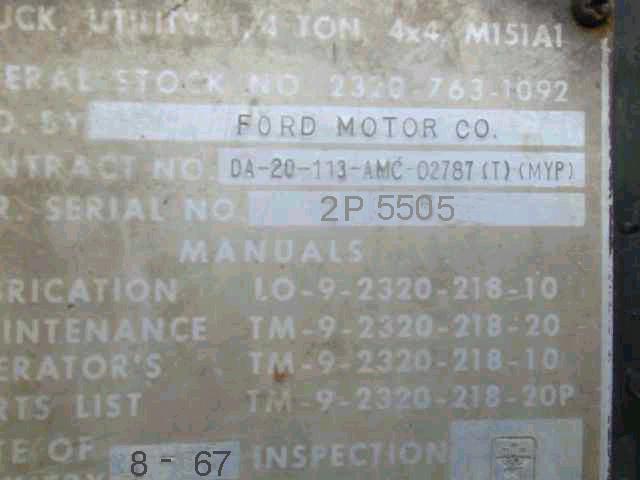 UCK, UTILITY, 1/4 TON, 4x4, M151A1
ERAL STOCK NO 2320-763-1092
D. BY FORD MOTOR CO.
NTRACT NO DA-20-113-AMC-02787(T)(MYP)
R. SERIAL NO 2P 5505
MANUALS
BRICATION LO-9-2320-218-10
INTENANCE TM-9-2320-218-20
ERATOR'S TM-9-2320-218-10
RTS LIST TM-9-2320-218-20P
TE OF 8 - 67 INSPECTION